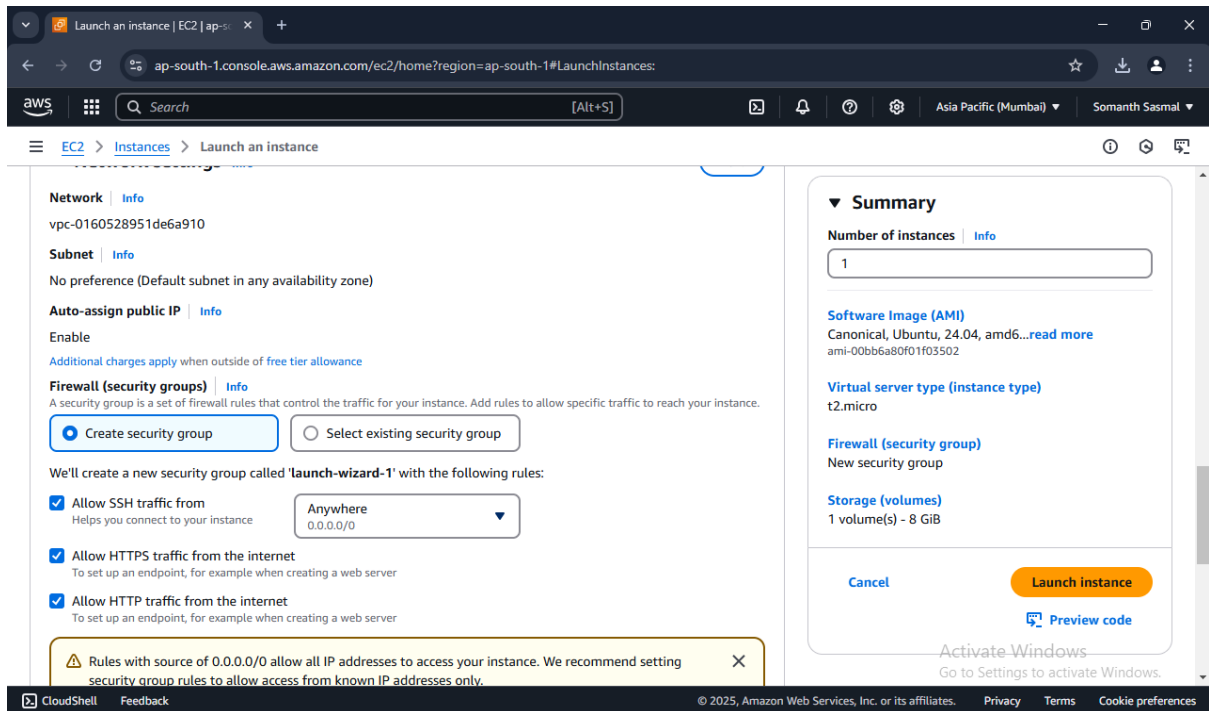 Launch an instance | EC2 | ap-sc
ap-south-1.console.aws.amazon.com/ec2/home?region=ap-south-1#LaunchInstances:
aws
Search [Alt+S]
Asia Pacific (Mumbai) ▼ Somanth Sasmal ▼
EC2 > Instances > Launch an instance
Network Info
vpc-0160528951de6a910
Subnet Info
No preference (Default subnet in any availability zone)
Auto-assign public IP Info
Enable
Additional charges apply when outside of free tier allowance
Firewall (security groups) Info
A security group is a set of firewall rules that control the traffic for your instance. Add rules to allow specific traffic to reach your instance.
Create security group
Select existing security group
We'll create a new security group called 'launch-wizard-1' with the following rules:
Allow SSH traffic from
Helps you connect to your instance
Anywhere
0.0.0.0/0
Allow HTTPS traffic from the internet
To set up an endpoint, for example when creating a web server
Allow HTTP traffic from the internet
To set up an endpoint, for example when creating a web server
Rules with source of 0.0.0.0/0 allow all IP addresses to access your instance. We recommend setting
security group rules to allow access from known IP addresses only.
Summary
Number of instances Info
1
Software Image (AMI)
Canonical, Ubuntu, 24.04, amd6...read more
ami-00bb6a80f01f03502
Virtual server type (instance type)
t2.micro
Firewall (security group)
New security group
Storage (volumes)
1 volume(s) - 8 GiB
Cancel
Launch instance
Preview code
Activate Windows
Go to Settings to activate Windows.
CloudShell Feedback
© 2025, Amazon Web Services, Inc. or its affiliates. Privacy Terms Cookie preferences